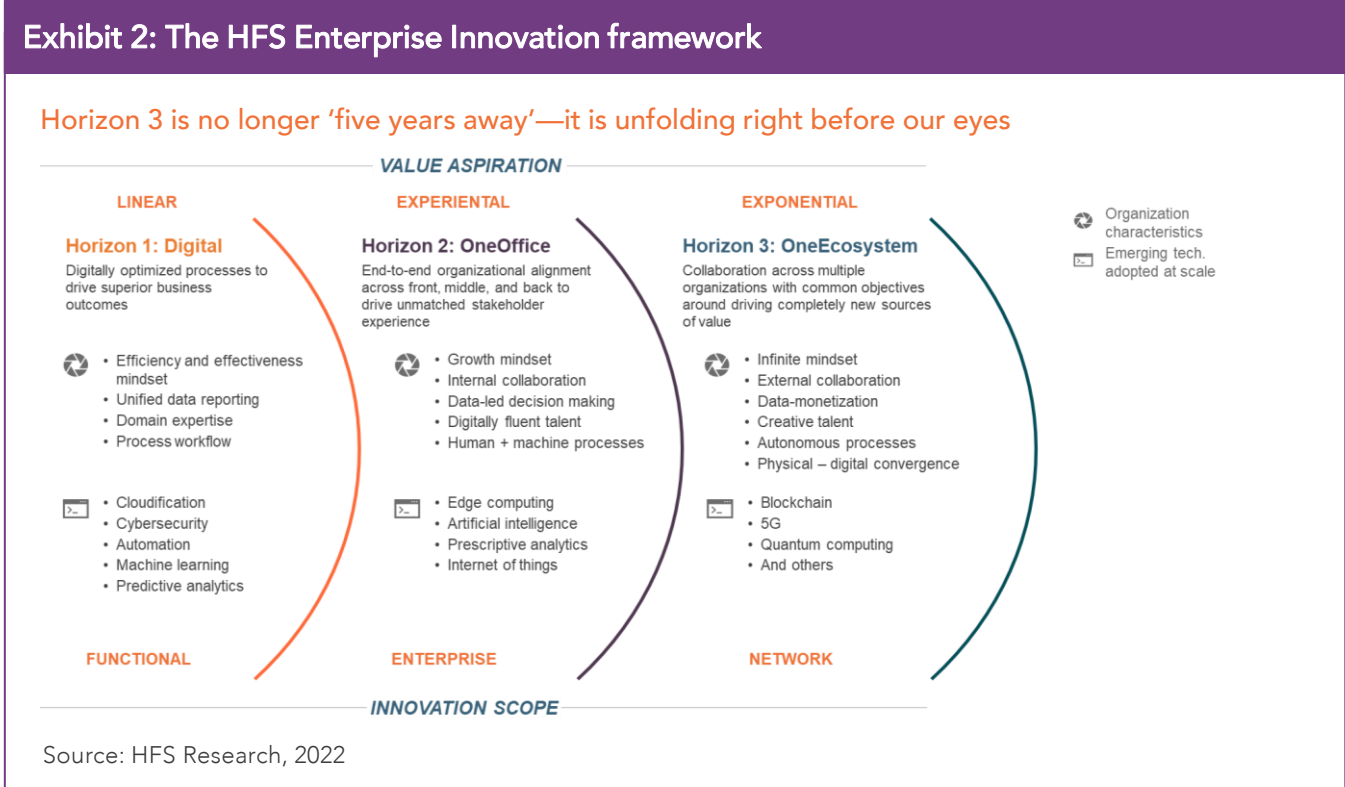 Exhibit 2: The HFS Enterprise Innovation framework
Horizon 3 is no longer ‘five years away’—it is unfolding right before our eyes
VALUE ASPIRATION
LINEAR
Horizon 1: Digital
Digitally optimized processes to
drive superior business
outcomes
• Efficiency and effectiveness
mindset
• Unified data reporting
• Domain expertise
• Process workflow
• Cloudification
• Cybersecurity
• Automation
• Machine learning
• Predictive analytics
FUNCTIONAL
EXPERIENTAL
Horizon 2: OneOffice
End-to-end organizational alignment
across front, middle, and back to
drive unmatched stakeholder
experience
• Growth mindset
• Internal collaboration
• Data-led decision making
• Digitally fluent talent
• Human + machine processes
• Edge computing
• Artificial intelligence
• Prescriptive analytics
• Internet of things
ENTERPRISE
EXPONENTIAL
Horizon 3: OneEcosystem
Collaboration across multiple
organizations with common objectives
around driving completely new sources
of value
• Infinite mindset
• External collaboration
• Data-monetization
• Creative talent
• Autonomous processes
• Physical – digital convergence
• Blockchain
• 5G
• Quantum computing
• And others
NETWORK
Organization
characteristics
Emerging tech.
adopted at scale
INNOVATION SCOPE
Source: HFS Research, 2022